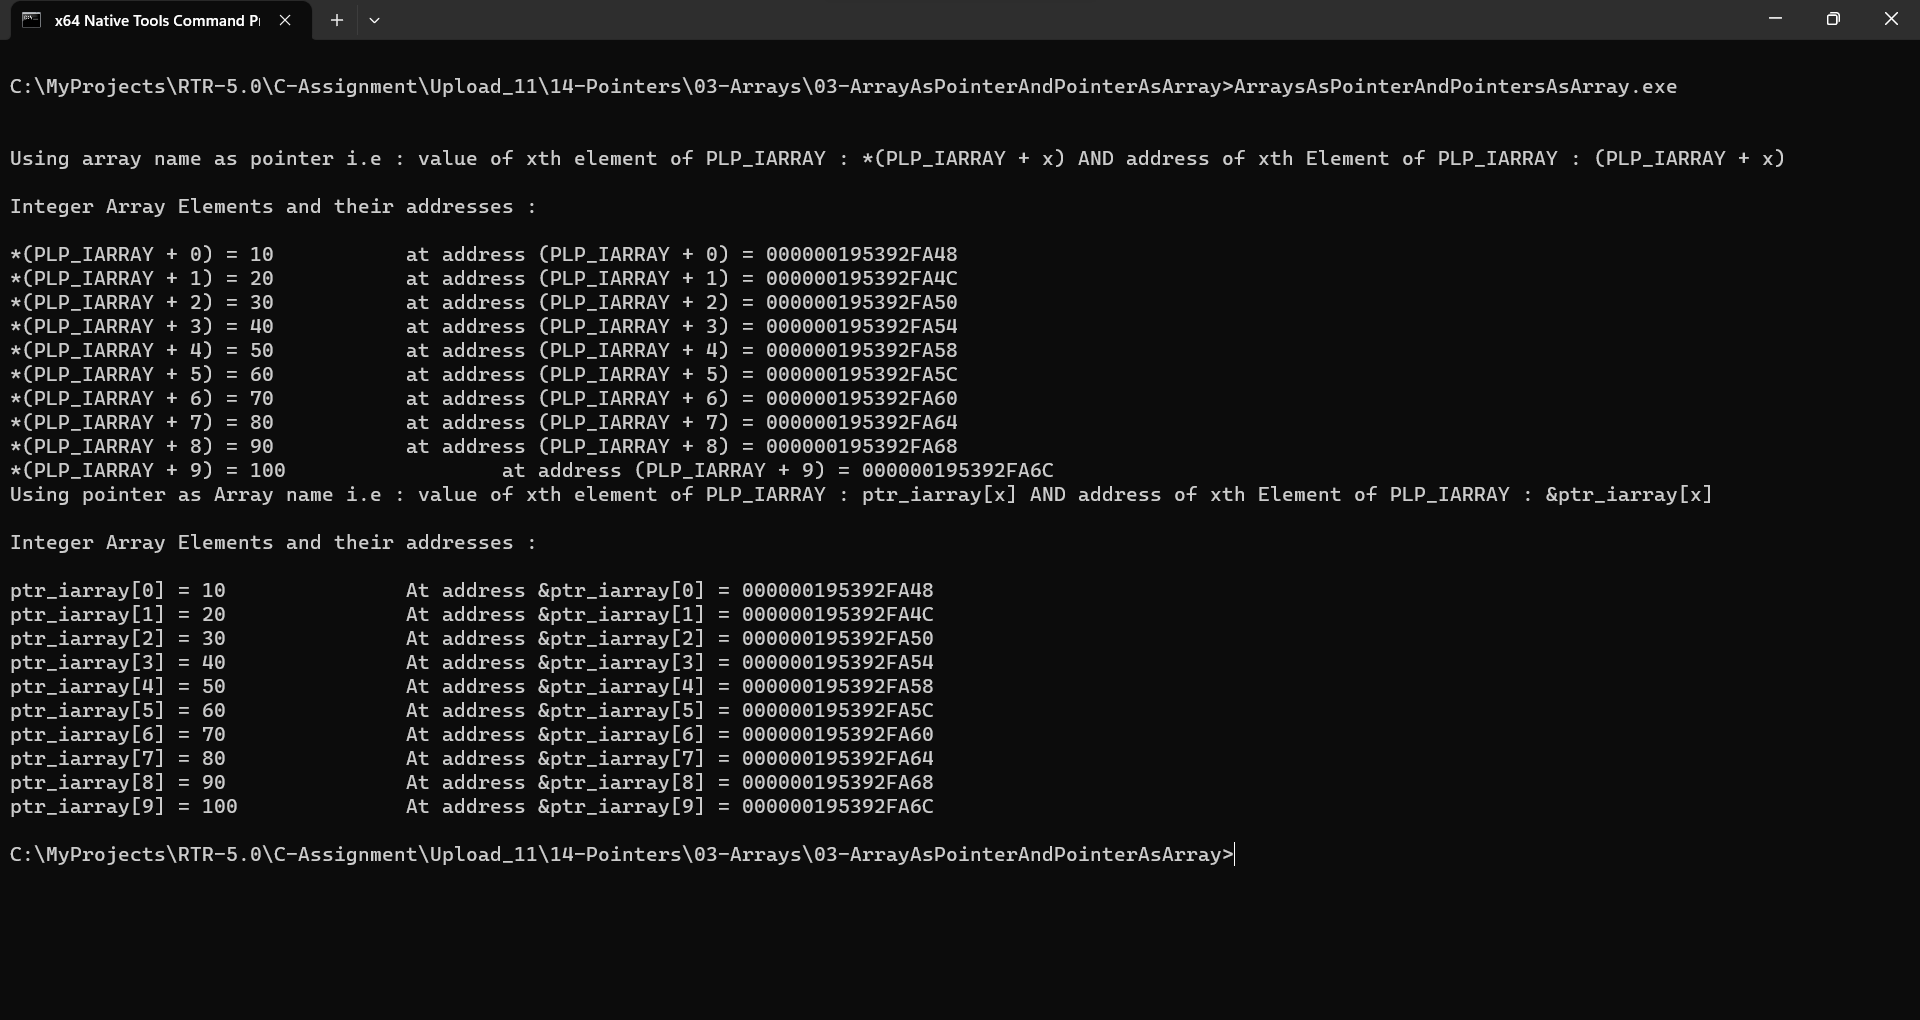 x64 Native Tools Command P
C:\MyProjects\RTR-5.0\C-Assignment\Upload_11\14-Pointers\03-Arrays\03-ArrayAsPointerAndPointerAsArray>ArraysAsPointerAndPointersAsArray.exe
Using array name as pointer i.e : value of xth element of PLP_IARRAY : *(PLP_IARRAY + x) AND address of xth Element of PLP_IARRAY : (PLP_IARRAY + x)
Integer Array Elements and their addresses :
*(PLP_IARRAY + 0) = 10           at address (PLP_IARRAY + 0) = 000000195392FA48
*(PLP_IARRAY + 1) = 20           at address (PLP_IARRAY + 1) = 000000195392FA4C
*(PLP_IARRAY + 2) = 30           at address (PLP_IARRAY + 2) = 000000195392FA50
*(PLP_IARRAY + 3) = 40           at address (PLP_IARRAY + 3) = 000000195392FA54
*(PLP_IARRAY + 4) = 50           at address (PLP_IARRAY + 4) = 000000195392FA58
*(PLP_IARRAY + 5) = 60           at address (PLP_IARRAY + 5) = 000000195392FA5C
*(PLP_IARRAY + 6) = 70           at address (PLP_IARRAY + 6) = 000000195392FA60
*(PLP_IARRAY + 7) = 80           at address (PLP_IARRAY + 7) = 000000195392FA64
*(PLP_IARRAY + 8) = 90           at address (PLP_IARRAY + 8) = 000000195392FA68
*(PLP_IARRAY + 9) = 100                  at address (PLP_IARRAY + 9) = 000000195392FA6C
Using pointer as Array name i.e : value of xth element of PLP_IARRAY : ptr_iarray[x] AND address of xth Element of PLP_IARRAY : &ptr_iarray[x]
Integer Array Elements and their addresses :
ptr_iarray[0] = 10               At address &ptr_iarray[0] = 000000195392FA48
ptr_iarray[1] = 20               At address &ptr_iarray[1] = 000000195392FA4C
ptr_iarray[2] = 30               At address &ptr_iarray[2] = 000000195392FA50
ptr_iarray[3] = 40               At address &ptr_iarray[3] = 000000195392FA54
ptr_iarray[4] = 50               At address &ptr_iarray[4] = 000000195392FA58
ptr_iarray[5] = 60               At address &ptr_iarray[5] = 000000195392FA5C
ptr_iarray[6] = 70               At address &ptr_iarray[6] = 000000195392FA60
ptr_iarray[7] = 80               At address &ptr_iarray[7] = 000000195392FA64
ptr_iarray[8] = 90               At address &ptr_iarray[8] = 000000195392FA68
ptr_iarray[9] = 100              At address &ptr_iarray[9] = 000000195392FA6C
C:\MyProjects\RTR-5.0\C-Assignment\Upload_11\14-Pointers\03-Arrays\03-ArrayAsPointerAndPointerAsArray>